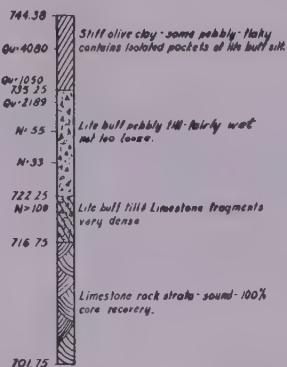 744.38
Stiff olive clay - some pebbly - flaky
Qu-4080
contains isolated pockets of lite buff silt.
Qu-1050
735 25
Qu-2189
N-55
Lite buff pebbly till-fairly wet
not too loose.
N-33
722.25
N>100
Lite buff till & Limestone fragments
very dense
716 75
Limestone rock strata - sound - 100%
core recovery.
701.75